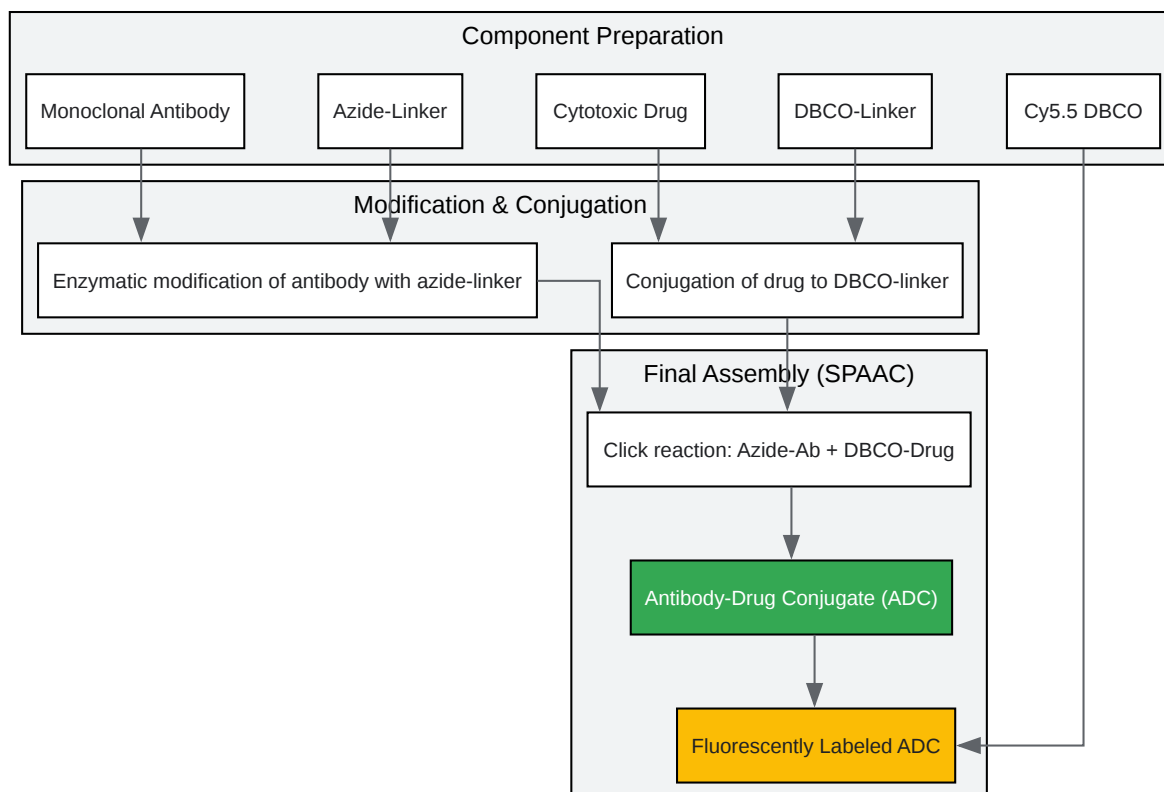 Component Preparation
Monoclonal Antibody
Azide-Linker
Cytotoxic Drug
DBCO-Linker
Cy5.5 DBCO
Modification & Conjugation
Enzymatic modification of antibody with azide-linker
Conjugation of drug to DBCO-linker
Final Assembly (SPAAC)
Click reaction: Azide-Ab + DBCO-Drug
Antibody-Drug Conjugate (ADC)
Fluorescently Labeled ADC